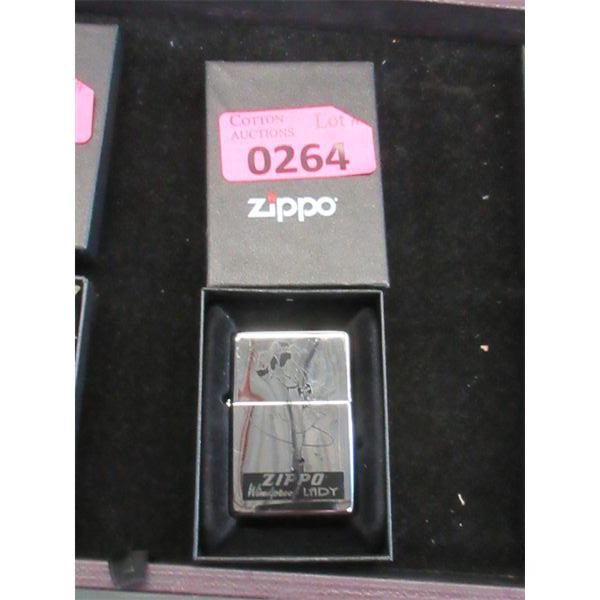 COTTON
AUCTIONS
Lot
0264
zippo
ZIPPO
Windproof LADY